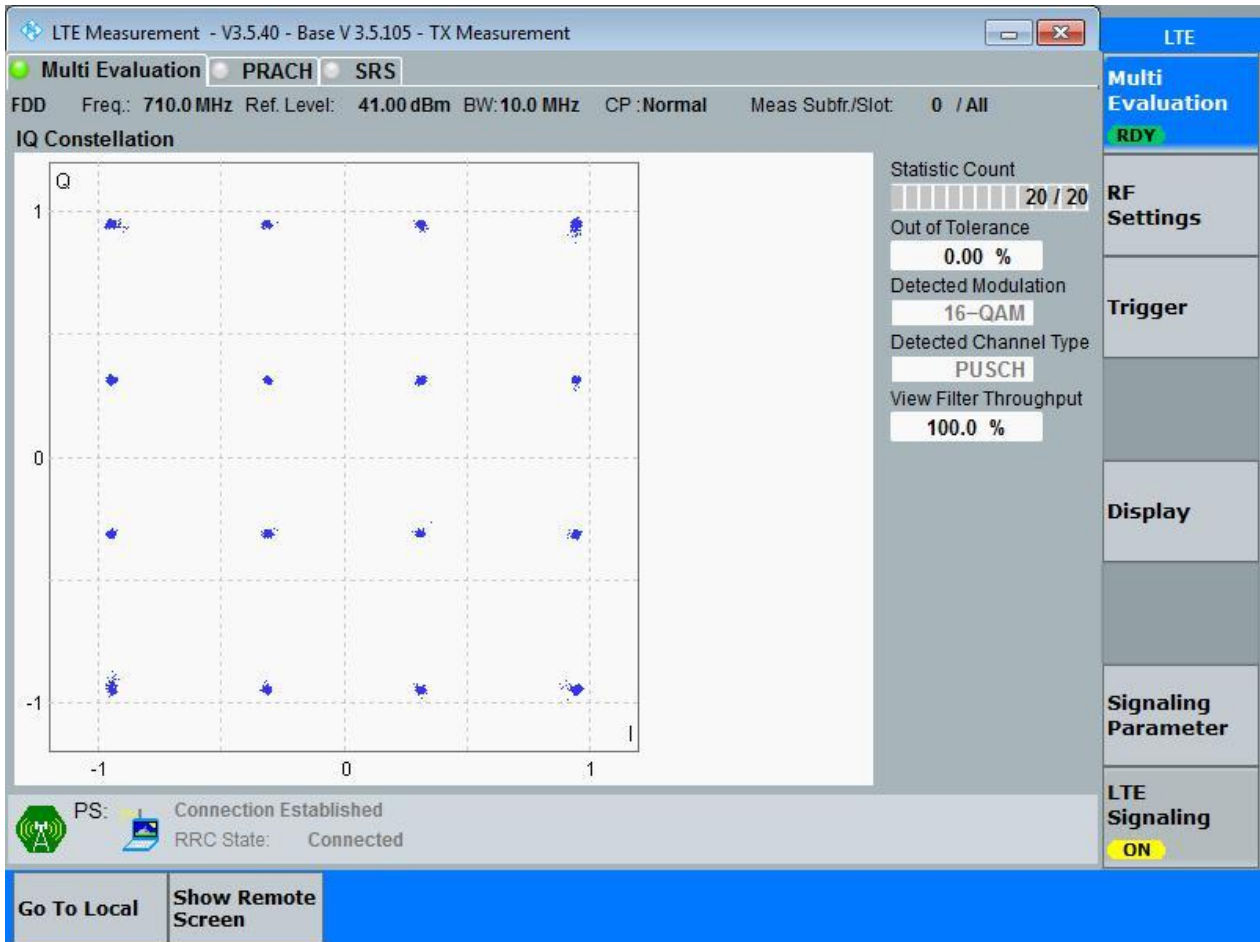 LTE Measurement - V3.5.40 - Base V 3.5.105 - TX Measurement
LTE
Multi Evaluation PRACH SRS
Multi
Evaluation
RDY
FDD Freq.: 710.0 MHz Ref. Level: 41.00 dBm BW: 10.0 MHz CP : Normal Meas Subfr./Slot: 0 / All
IQ Constellation
Q
1
0
-1
I
-1 0 1
Statistic Count
20 / 20
Out of Tolerance
0.00 %
Detected Modulation
16-QAM
Detected Channel Type
PUSCH
View Filter Throughput
100.0 %
RF
Settings
Trigger
Display
Signaling
Parameter
LTE
Signaling
ON
PS: Connection Established
RRC State: Connected
Go To Local
Show Remote
Screen